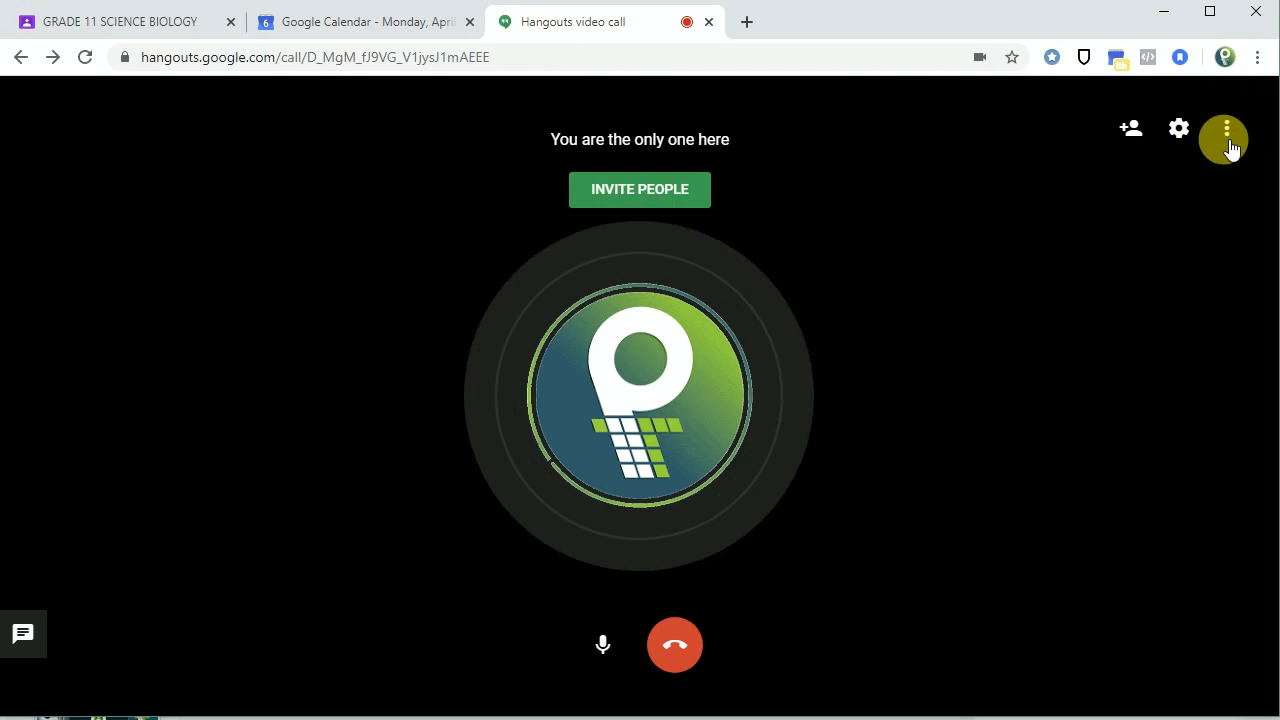 GRADE 11 SCIENCE BIOLOGY
6
Google Calendar - Monday, April
Hangouts video call
hangouts.google.com/call/D_MgM_fJ9VG_V1jysJ1mAEEE
You are the only one here
INVITE PEOPLE